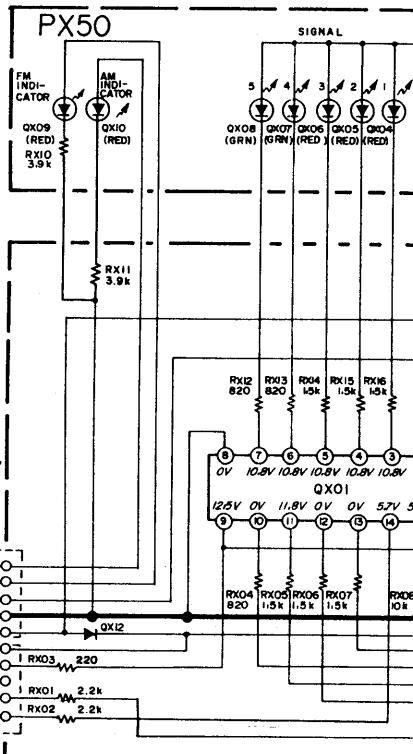 PX50
SIGNAL
FM
INDI-
CATOR
AM
INDI-
CATOR
5 4 3 2 1
QX09
(RED)
QX10
(RED)
QX08 QX07 QX06 QX05 QX04
(GRN) (GRN) (RED) (RED) (RED)
RX10
3.9k
RX11
3.9k
RX12 RX13 RX14 RX15 RX16
820 820 1.5k 1.5k 1.5k
8 7 6 5 4 3
0V 10.8V 10.8V 10.8V 10.8V 10.8V
QX01
12.5V 0V 11.8V 0V 0V 5.7V 5
9 10 11 12 13 14
RX04 RX05 RX06 RX07 RX08
820 1.5k 1.5k 1.5k 10k
QX12
RX03 220
RX01 2.2k
RX02 2.2k